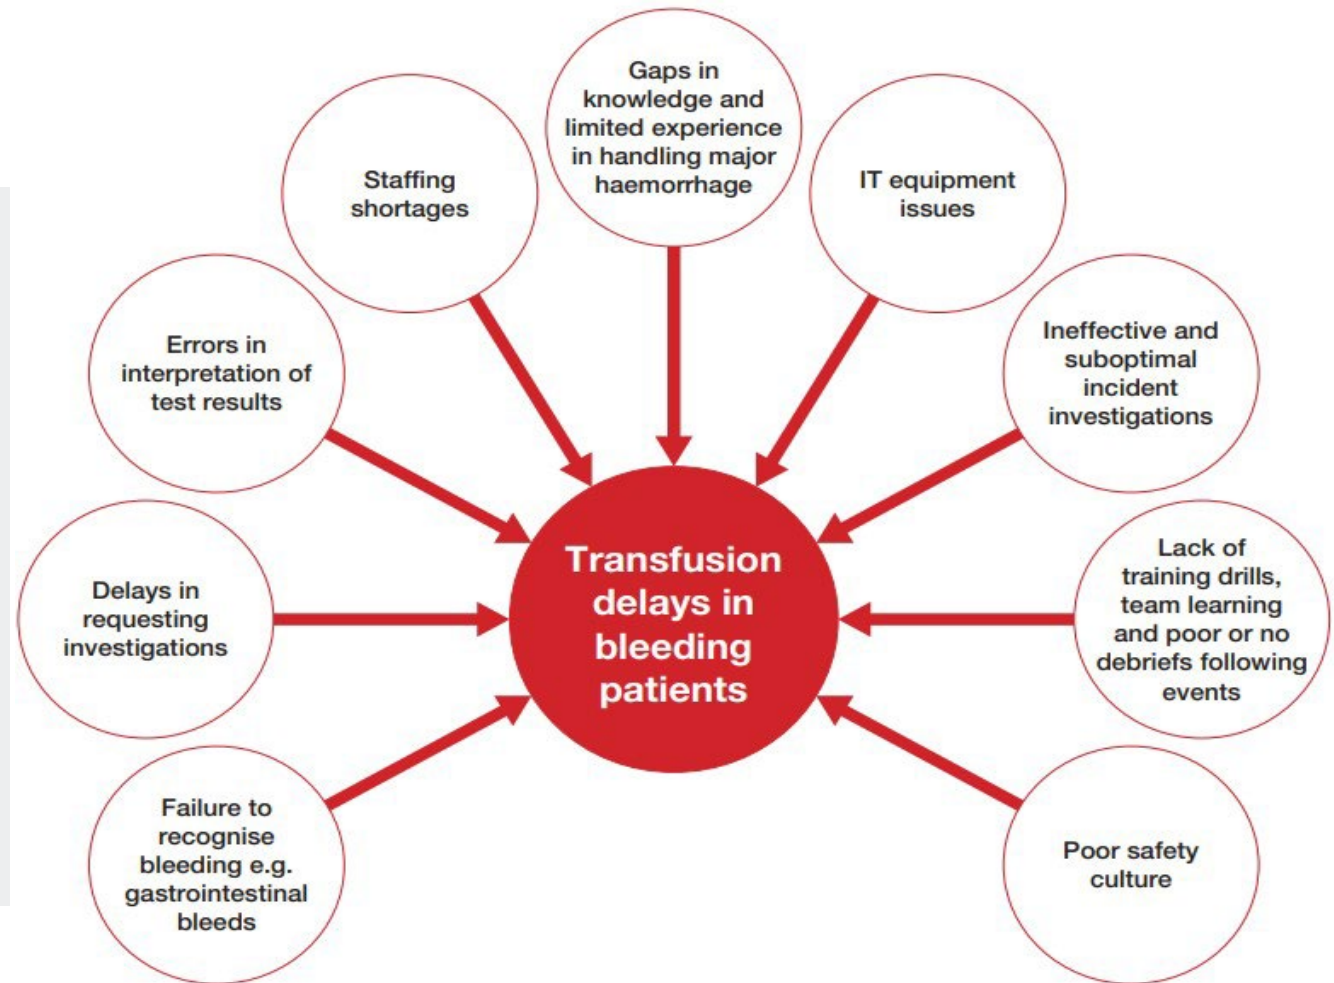 Gaps in
knowledge and
limited experience
in handling major
haemorrhage
Staffing
shortages
IT equipment
issues
Errors in
interpretation of
test results
Ineffective and
suboptimal
incident
investigations
Delays in
requesting
investigations
Transfusion
delays in
bleeding
patients
Lack of
training drills,
team learning
and poor or no
debriefs following
events
Failure to
recognise
bleeding e.g.
gastrointestinal
bleeds
Poor safety
culture